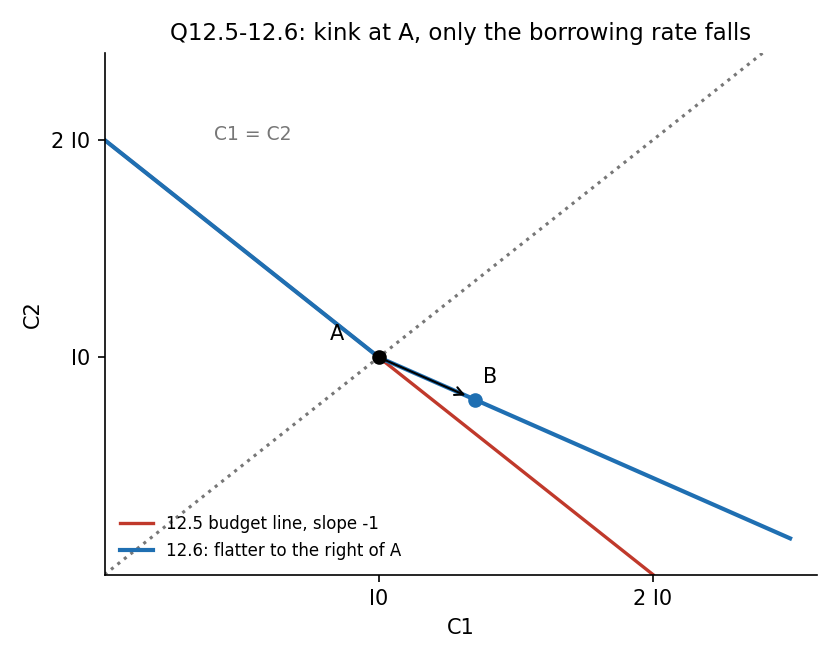 Q12.5-12.6: kink at A, only the borrowing rate falls
2 I0
C1 = C2
C2
A
I0
B
12.5 budget line, slope -1
12.6: flatter to the right of A
I0
2 I0
C1